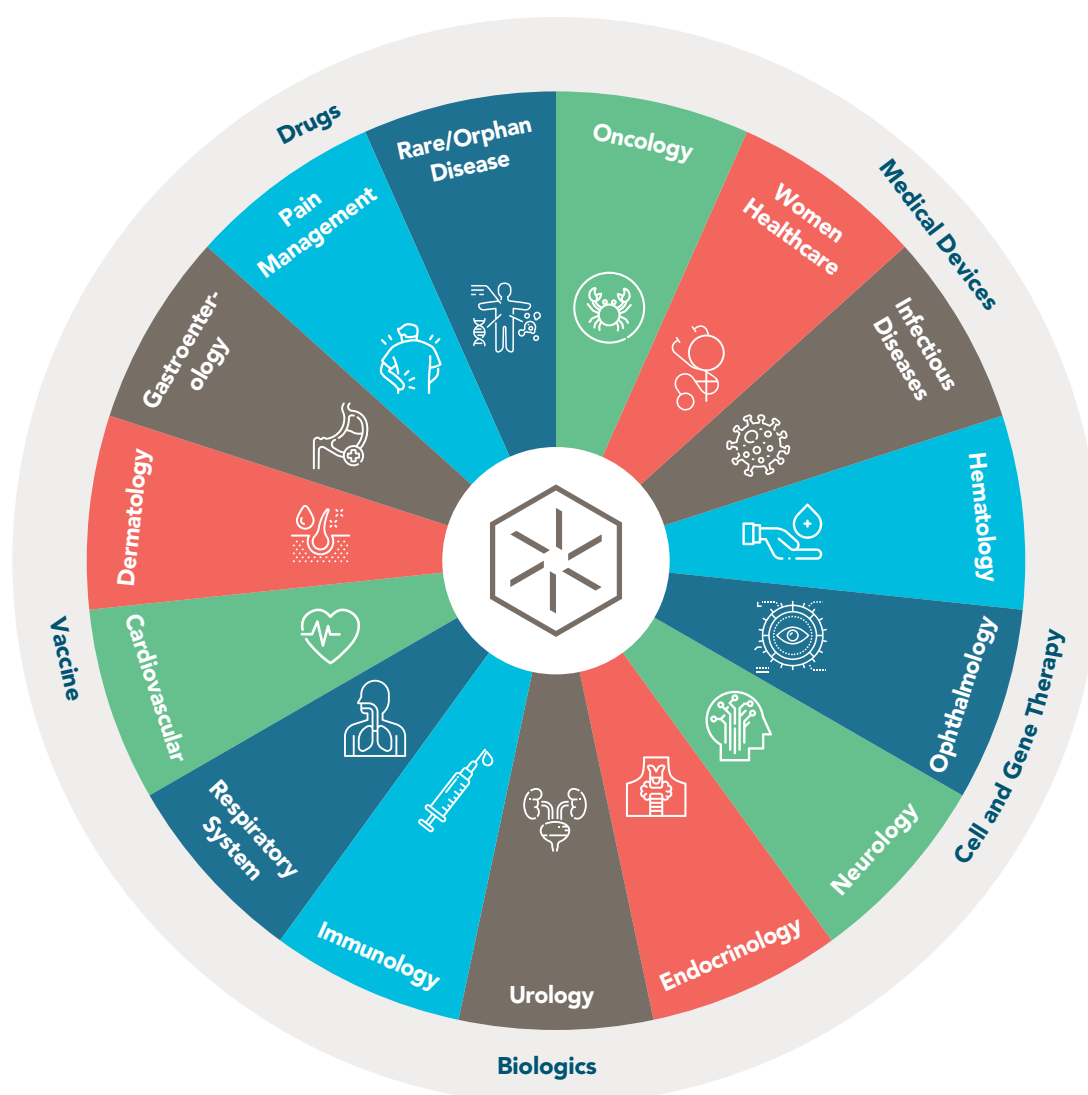 Drugs
Medical Devices
Cell and Gene Therapy
Biologics
Vaccine
Oncology
Women
Healthcare
Infectious
Diseases
Hematology
Ophthalmology
Neurology
Endocrinology
Urology
Immunology
Respiratory
System
Cardiovascular
Dermatology
Gastroenter-
ology
Pain
Management
Rare/Orphan
Disease